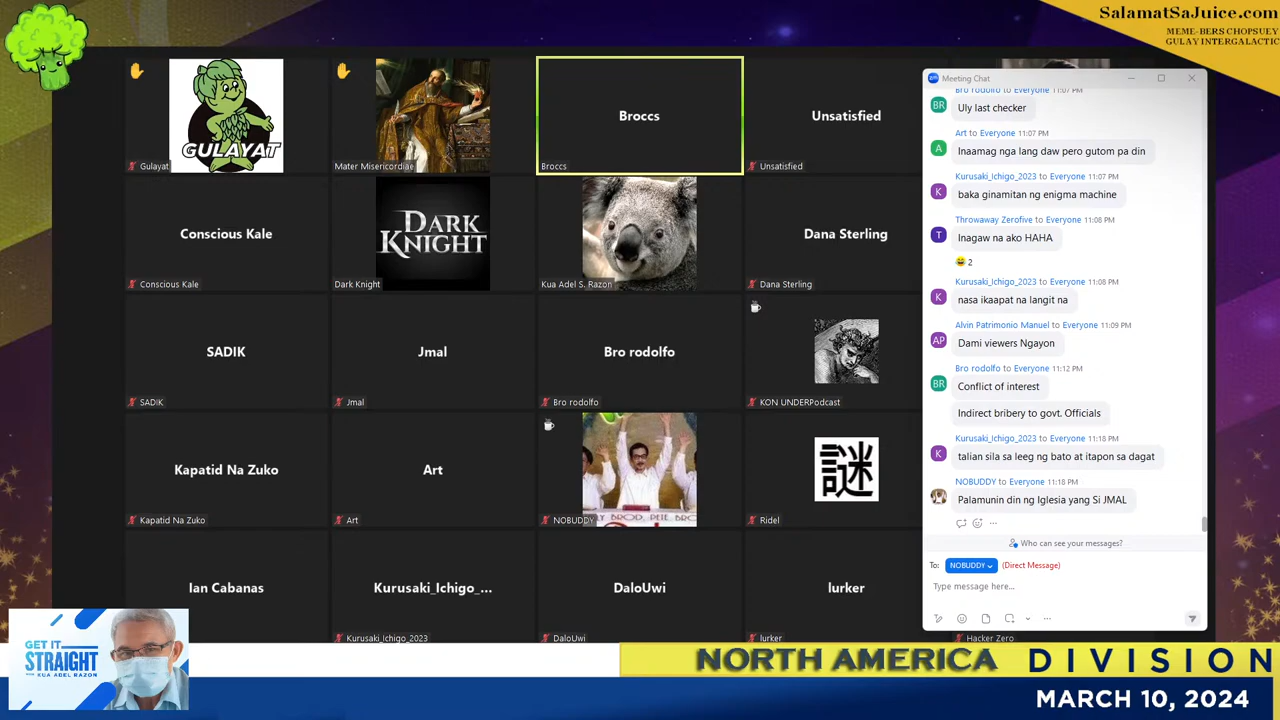 SalamatSaJuice.com
MEME-BERS CHOPSUEY
GULAY INTERGALACTIC
GULAYAT
Gulayat
Mater Misericordiae
Broccs
Broccs
Unsatisfied
Unsatisfied
Conscious Kale
Conscious Kale
DARK
KNIGHT
Dark Knight
Kua Adel S. Razon
Dana Sterling
Dana Sterling
SADIK
SADIK
Jmal
Jmal
Bro rodolfo
Bro rodolfo
KON UNDERPodcast
Kapatid Na Zuko
Kapatid Na Zuko
Art
Art
NOBUDDY
謎
Ridel
Ian Cabanas
Kurusaki_Ichigo_...
Kurusaki_Ichigo_2023
DaloUwi
DaloUwi
lurker
lurker
Hacker Zero
Meeting Chat
Bro rodolfo to Everyone 11:07 PM
BR
Uly last checker
Art to Everyone 11:07 PM
A
Inaamag nga lang daw pero gutom pa din
Kurusaki_Ichigo_2023 to Everyone 11:07 PM
K
baka ginamitan ng enigma machine
Throwaway Zerofive to Everyone 11:08 PM
T
Inagaw na ako HAHA
2
Kurusaki_Ichigo_2023 to Everyone 11:08 PM
K
nasa ikaapat na langit na
Alvin Patrimonio Manuel to Everyone 11:09 PM
AP
Dami viewers Ngayon
Bro rodolfo to Everyone 11:12 PM
BR
Conflict of interest
Indirect bribery to govt. Officials
Kurusaki_Ichigo_2023 to Everyone 11:18 PM
K
talian sila sa leeg ng bato at itapon sa dagat
NOBUDDY to Everyone 11:18 PM
Palamunin din ng Iglesia yang Si JMAL
Who can see your messages?
To: NOBUDDY (Direct Message)
Type message here...
GET IT
STRAIGHT
KUA ADEL RAZON
NORTH AMERICA DIVISION
MARCH 10, 2024